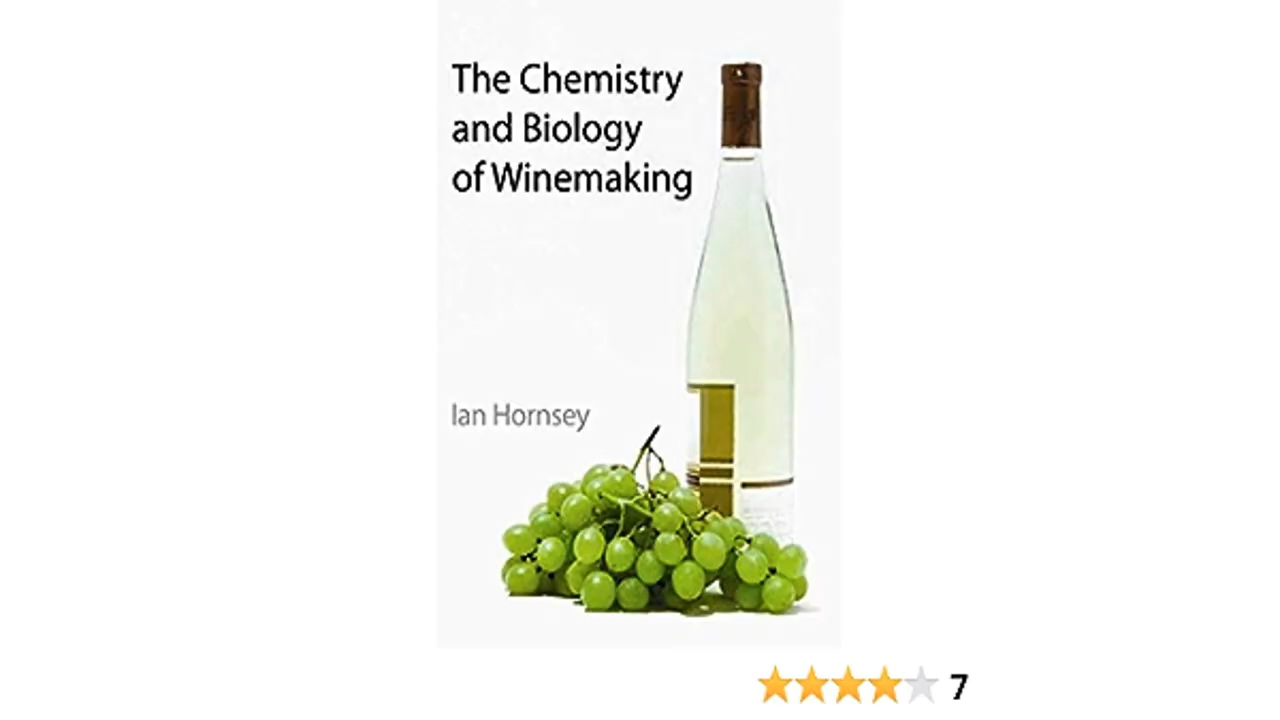 The Chemistry
and Biology
of Winemaking
Ian Hornsey
7